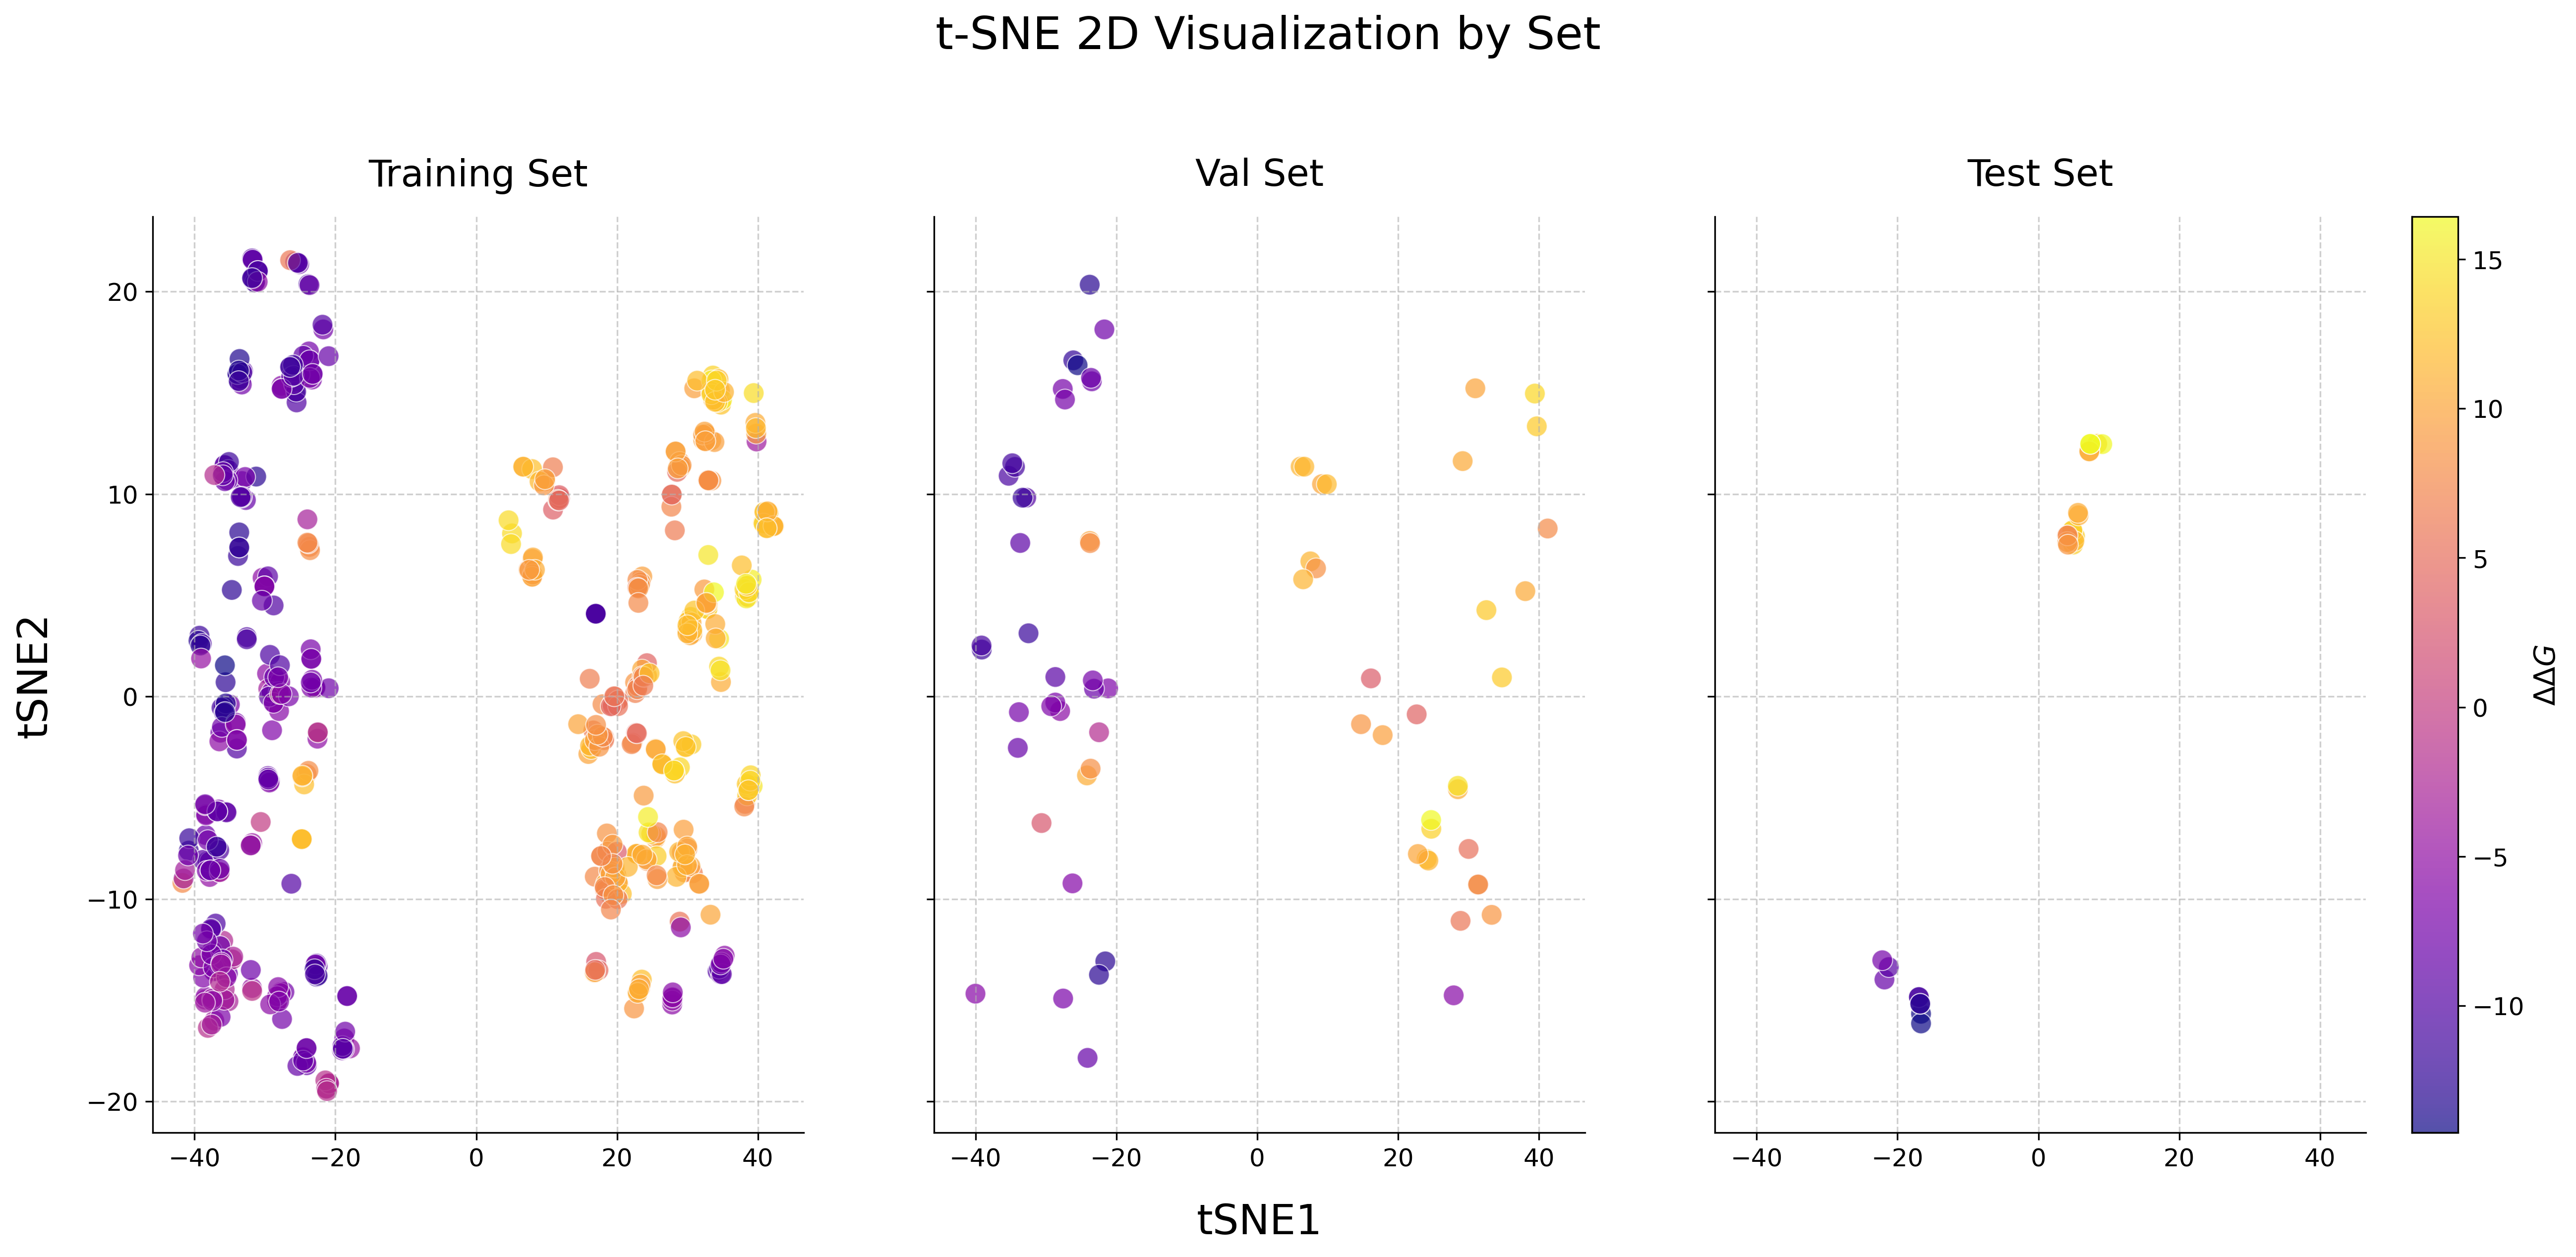 t-SNE 2D Visualization by Set
Training Set
Val Set
Test Set
tSNE2
20
10
0
−10
−20
−40 −20 0 20 40
−40 −20 0 20 40
−40 −20 0 20 40
tSNE1
15
10
5
0
−5
−10
ΔΔG